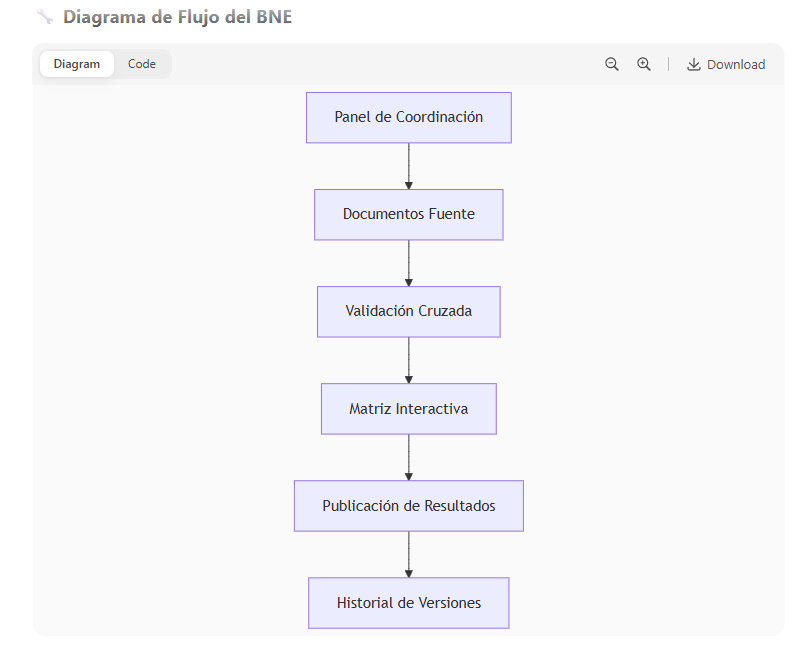 Diagrama de Flujo del BNE
Diagram Code Download
Panel de Coordinación
Documentos Fuente
Validación Cruzada
Matriz Interactiva
Publicación de Resultados
Historial de Versiones